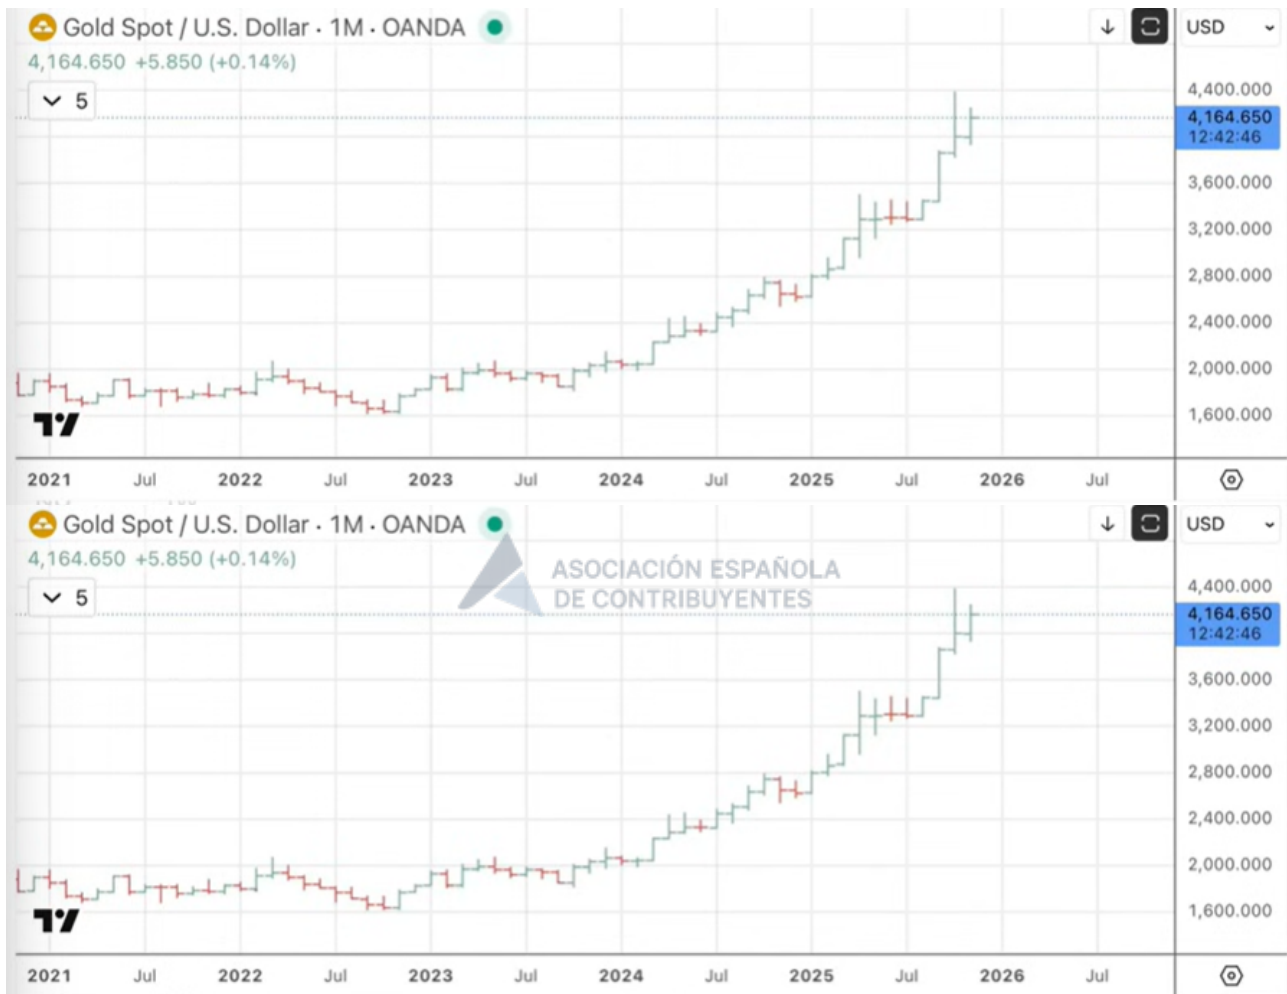 Gold Spot / U.S. Dollar · 1M · OANDA
USD
4,164.650 +5.850 (+0.14%)
5
4,400.000
4,164.650
12:42:46
3,600.000
3,200.000
2,800.000
2,400.000
2,000.000
1,600.000
2021 Jul 2022 Jul 2023 Jul 2024 Jul 2025 Jul 2026 Jul
Gold Spot / U.S. Dollar · 1M · OANDA
USD
4,164.650 +5.850 (+0.14%)
ASOCIACIÓN ESPAÑOLA
DE CONTRIBUYENTES
5
4,400.000
4,164.650
12:42:46
3,600.000
3,200.000
2,800.000
2,400.000
2,000.000
1,600.000
2021 Jul 2022 Jul 2023 Jul 2024 Jul 2025 Jul 2026 Jul